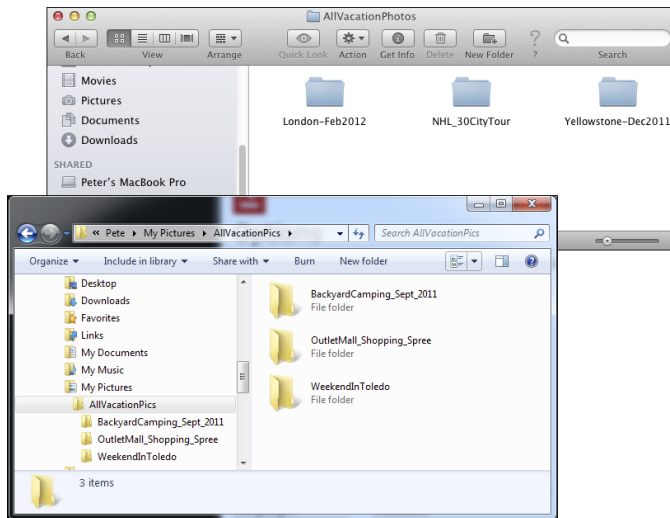 AllVacationPhotos
Back View Arrange Quick Look Action Get Info Delete New Folder ? Search
Movies
Pictures
Documents
Downloads
SHARED
Peter's MacBook Pro
London-Feb2012 NHL_30CityTour Yellowstone-Dec2011
« Pete My Pictures AllVacationPics Search AllVacationPics
Organize Include in library Share with Burn New folder
Desktop
Downloads
Favorites
Links
My Documents
My Music
My Pictures
AllVacationPics
BackyardCamping_Sept_2011
OutletMall_Shopping_Spree
WeekendInToledo
BackyardCamping_Sept_2011
File folder
OutletMall_Shopping_Spree
File folder
WeekendInToledo
File folder
3 items